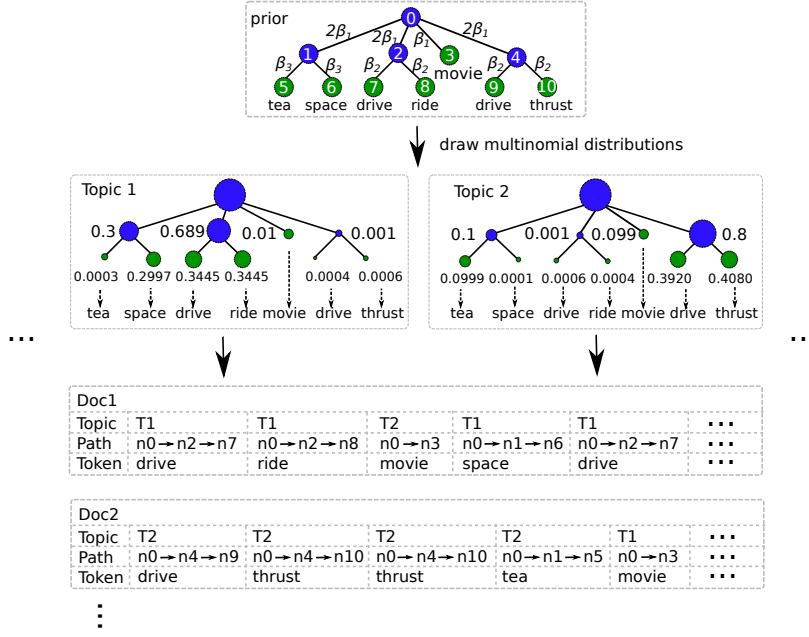 prior
0
2β1 2β1 β1 2β1
1 2 3 4
movie
β3 β3 β2 β2 β2 β2
5 6 7 8 9 10
tea space drive ride drive thrust
draw multinomial distributions
Topic 1
0.3 0.689 0.01 0.001
0.0003 0.2997 0.3445 0.3445 0.0004 0.0006
tea space drive ride movie drive thrust
Topic 2
0.1 0.001 0.099 0.8
0.0999 0.0001 0.0006 0.0004 0.3920 0.4080
tea space drive ride movie drive thrust
... ...
Doc1
Topic T1 T1 T2 T1 T1 ...
Path n0→n2→n7 n0→n2→n8 n0→n3 n0→n1→n6 n0→n2→n7 ...
Token drive ride movie space drive ...
Doc2
Topic T2 T2 T2 T2 T1 ...
Path n0→n4→n9 n0→n4→n10 n0→n4→n10 n0→n1→n5 n0→n3 ...
Token drive thrust thrust tea movie ...
⋮